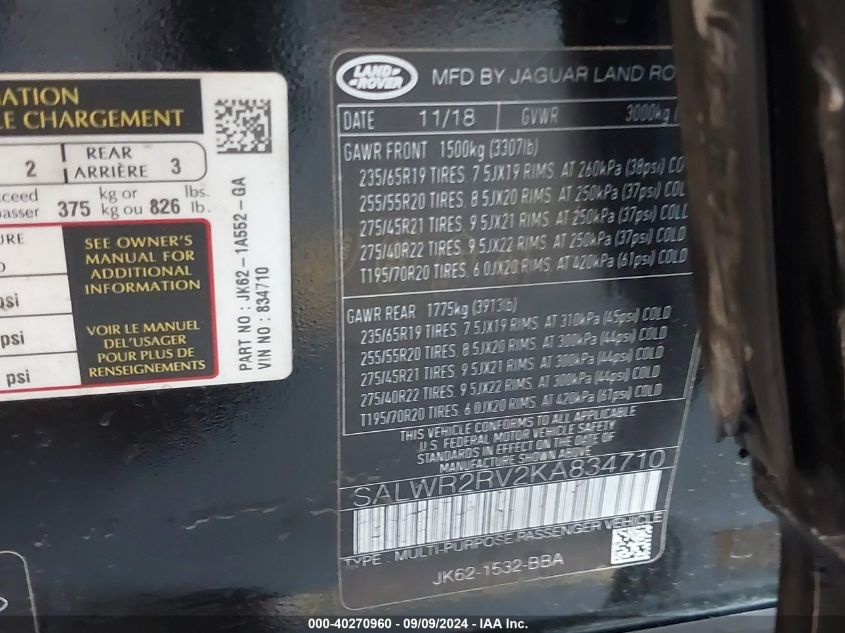 ATION
LE CHARGEMENT
2
REAR
ARRIÈRE 3
kg or lbs.
375 kg ou 826 lb.
SEE OWNER'S
MANUAL FOR
ADDITIONAL
INFORMATION
psi
VOIR LE MANUEL
DEL'USAGER
POUR PLUS DE
RENSEIGNEMENTS
psi
psi
PART NO : JK62-1A552-GA
VIN NO : 834710
LAND ROVER
MFD BY JAGUAR LAND RO
DATE 11/18 GVWR 3000kg
GAWR FRONT 1500kg (3307lb)
235/65R19 TIRES, 7 5JX19 RIMS AT 260kPa (38psi) CO
255/55R20 TIRES, 8 5JX20 RIMS AT 250kPa (37psi) COL
275/45R21 TIRES, 9 5JX21 RIMS AT 250kPa (37psi) COLD
275/40R22 TIRES, 9 5JX22 RIMS AT 250kPa (37psi) COLD
T195/70R20 TIRES, 6 0JX20 RIMS AT 420kPa (61psi) COLD
GAWR REAR 1775kg (3913lb)
235/65R19 TIRES, 7 5JX19 RIMS AT 310kPa (45psi) COLD
255/55R20 TIRES, 8 5JX20 RIMS AT 300kPa (44psi) COLD
275/45R21 TIRES, 9 5JX21 RIMS AT 300kPa (44psi) COLD
275/40R22 TIRES, 9 5JX22 RIMS AT 300kPa (44psi) COLD
T195/70R20 TIRES, 6 0JX20 RIMS AT 420kPa (61psi) COLD
THIS VEHICLE CONFORMS TO ALL APPLICABLE
U.S. FEDERAL MOTOR VEHICLE SAFETY
STANDARDS IN EFFECT ON THE DATE OF
MANUFACTURE SHOWN ABOVE
SALWR2RV2KA834710
TYPE : MULTI-PURPOSE PASSENGER VEHICLE
JK62-1532-BBA
000-40270960 - 09/09/2024 - IAA Inc.